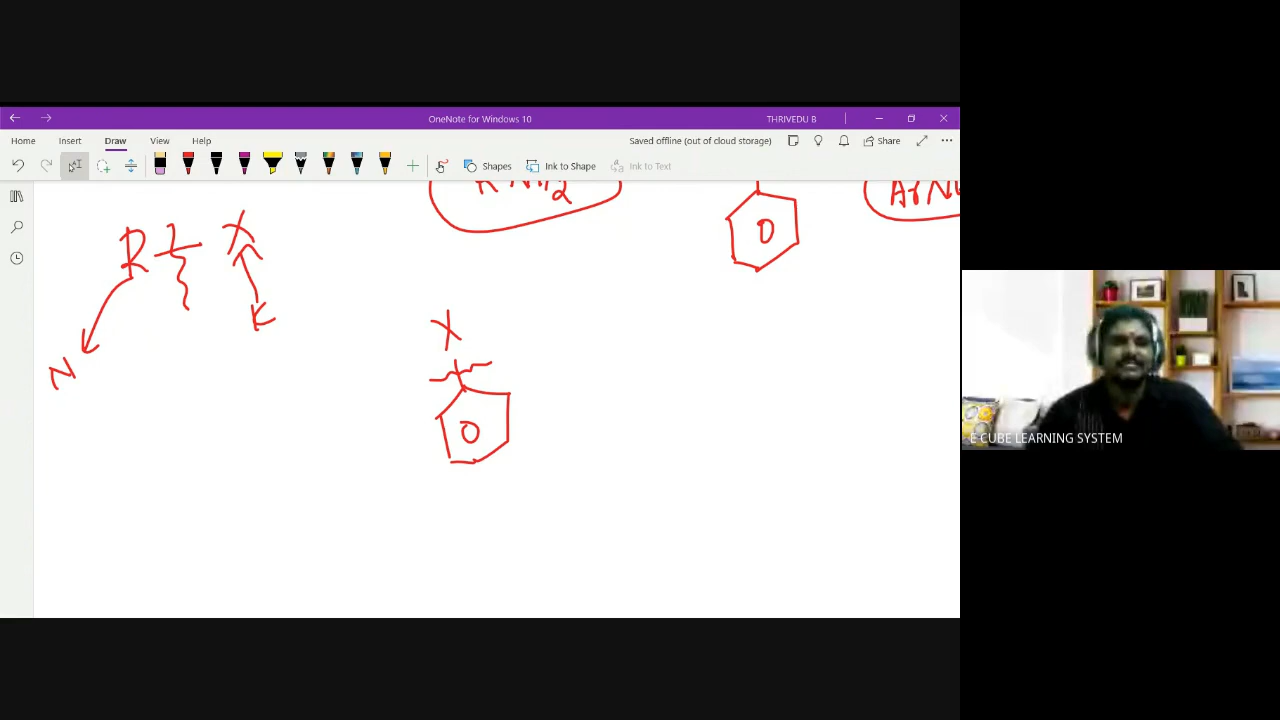 OneNote for Windows 10
THRIVEDU B
Home Insert Draw View Help
Saved offline (out of cloud storage)
Share
Shapes
Ink to Shape
Ink to Text
R X
K
N
X
E CUBE LEARNING SYSTEM